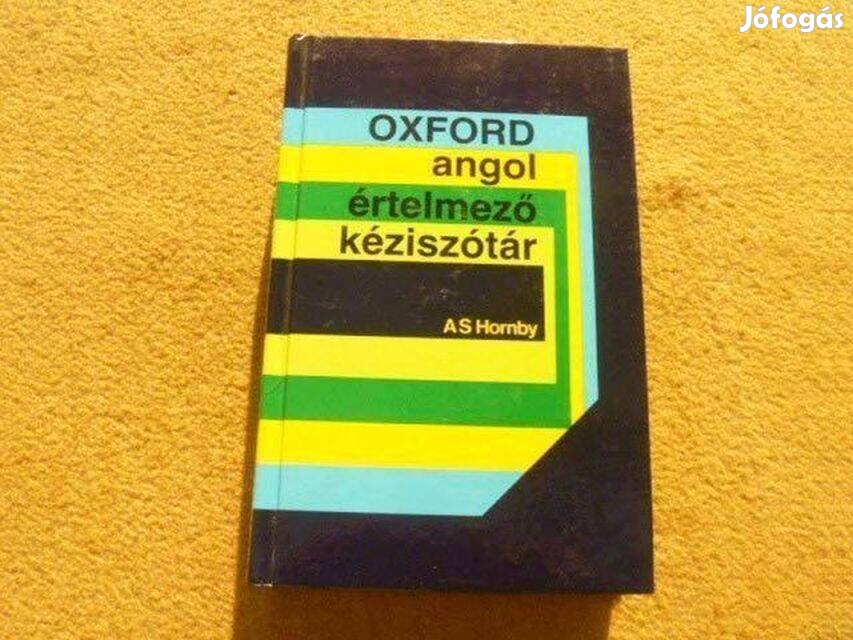 Jófogás
OXFORD
angol
értelmező
kéziszótár
A S Hornby